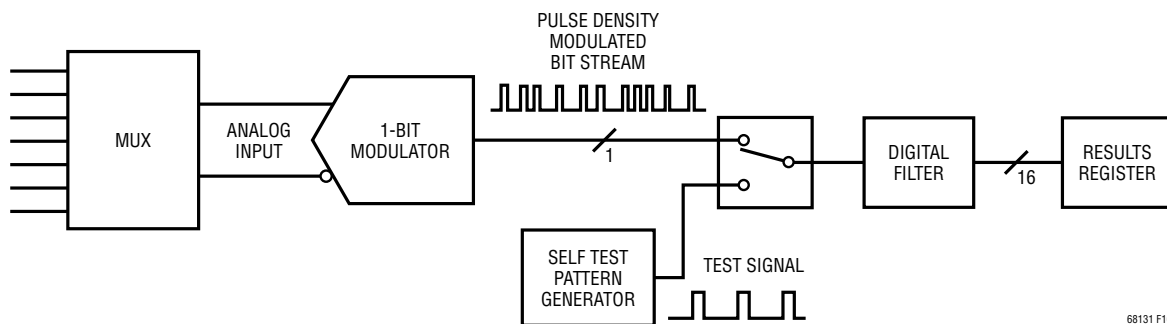 PULSE DENSITY
MODULATED
BIT STREAM
MUX
ANALOG
INPUT
1-BIT
MODULATOR
1
DIGITAL
FILTER
16
RESULTS
REGISTER
SELF TEST
PATTERN
GENERATOR
TEST SIGNAL
68131 F1